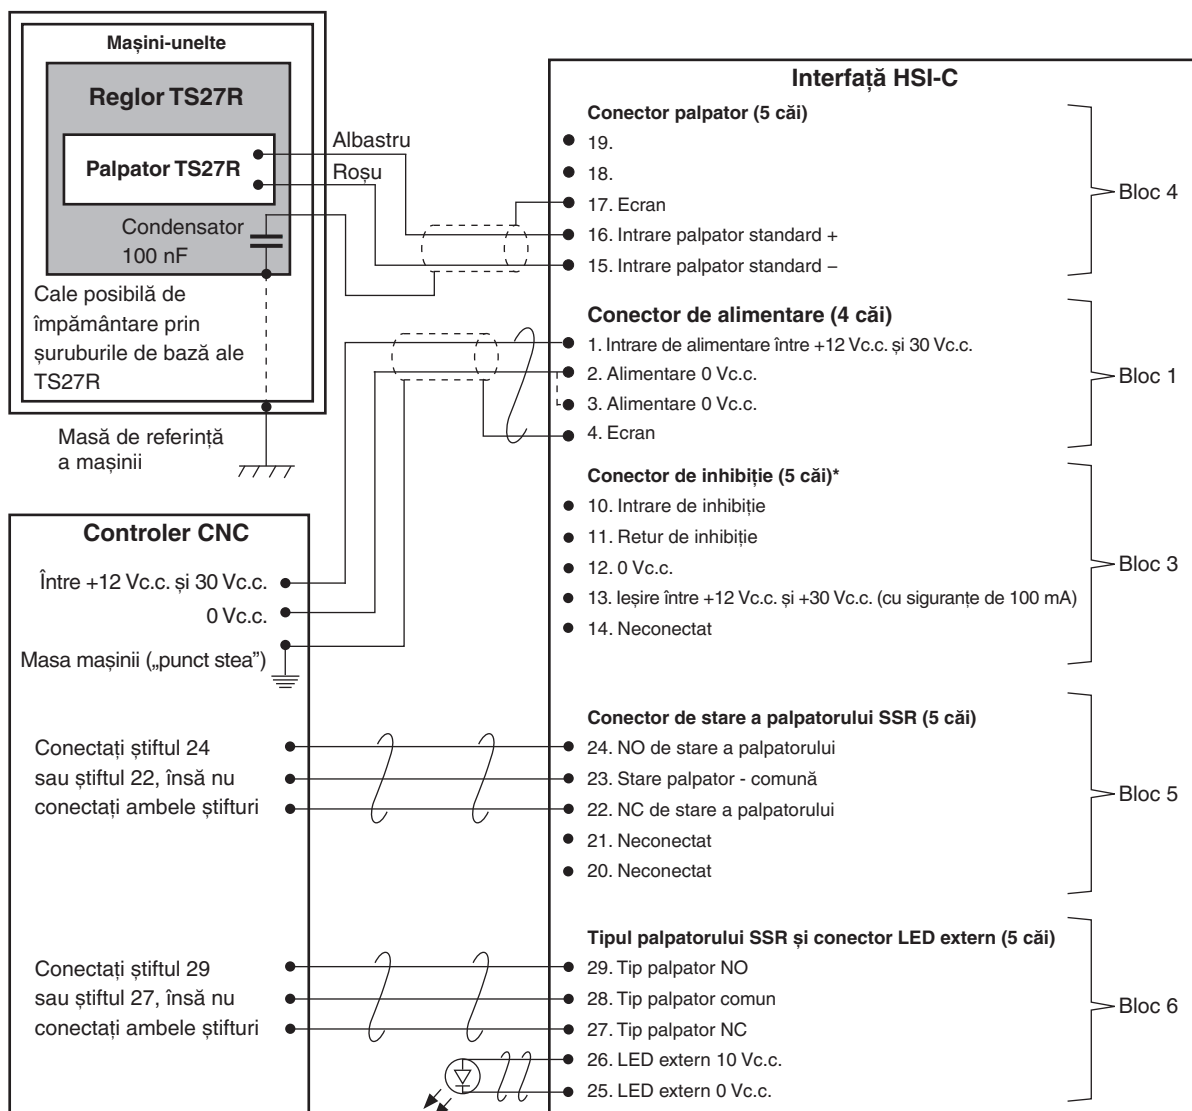 Mașini-unelte
Reglor TS27R
Palpator TS27R
Albastru
Roșu
Condensator
100 nF
Cale posibilă de
împământare prin
șuruburile de bază ale
TS27R
Masă de referință
a mașinii
Interfață HSI-C
Conector palpator (5 căi)
19.
18.
17. Ecran
16. Intrare palpator standard +
15. Intrare palpator standard –
Bloc 4
Conector de alimentare (4 căi)
1. Intrare de alimentare între +12 Vc.c. și 30 Vc.c.
2. Alimentare 0 Vc.c.
3. Alimentare 0 Vc.c.
4. Ecran
Bloc 1
Conector de inhibiție (5 căi)*
10. Intrare de inhibiție
11. Retur de inhibiție
12. 0 Vc.c.
13. Ieșire între +12 Vc.c. și +30 Vc.c. (cu siguranțe de 100 mA)
14. Neconectat
Bloc 3
Controler CNC
Între +12 Vc.c. și 30 Vc.c.
0 Vc.c.
Masa mașinii („punct stea”)
Conectați știftul 24
sau știftul 22, însă nu
conectați ambele știfturi
Conector de stare a palpatorului SSR (5 căi)
24. NO de stare a palpatorului
23. Stare palpator - comună
22. NC de stare a palpatorului
21. Neconectat
20. Neconectat
Bloc 5
Conectați știftul 29
sau știftul 27, însă nu
conectați ambele știfturi
Tipul palpatorului SSR și conector LED extern (5 căi)
29. Tip palpator NO
28. Tip palpator comun
27. Tip palpator NC
26. LED extern 10 Vc.c.
25. LED extern 0 Vc.c.
Bloc 6